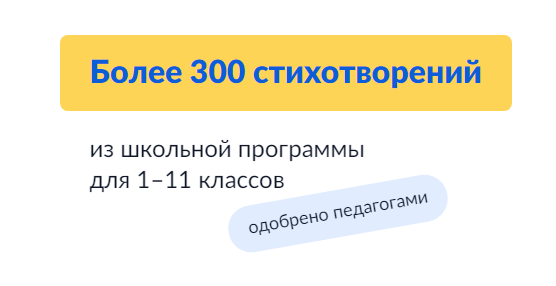 Более 300 стихотворений
из школьной программы
для 1–11 классов
одобрено педагогами